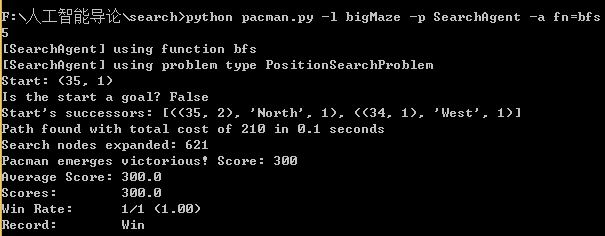 F:\人工智能导论\search>python pacman.py -l bigMaze -p SearchAgent -a fn=bfs
5
[SearchAgent] using function bfs
[SearchAgent] using problem type PositionSearchProblem
Start: (35, 1)
Is the start a goal? False
Start's successors: [((35, 2), 'North', 1), ((34, 1), 'West', 1)]
Path found with total cost of 210 in 0.1 seconds
Search nodes expanded: 621
Pacman emerges victorious! Score: 300
Average Score: 300.0
Scores:        300.0
Win Rate:      1/1 (1.00)
Record:        Win